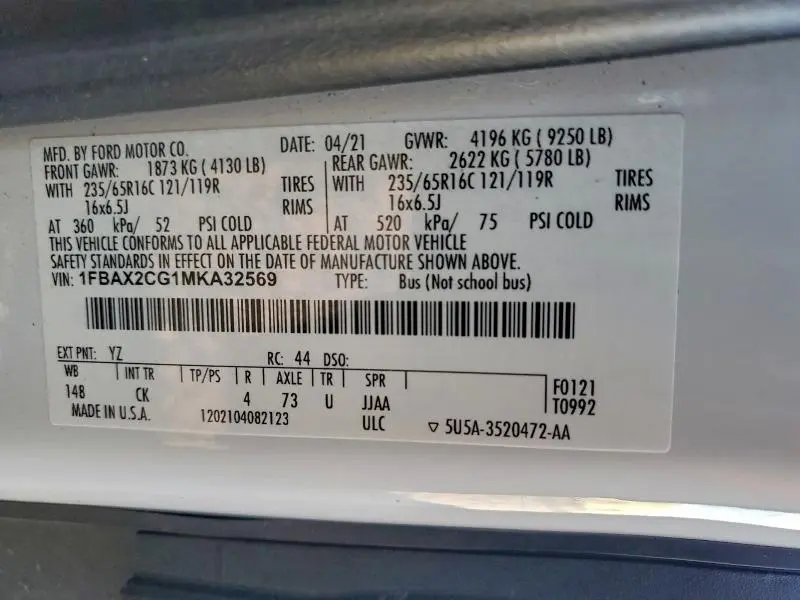 MFD. BY FORD MOTOR CO. DATE: 04/21 GVWR: 4196 KG ( 9250 LB)
FRONT GAWR: 1873 KG ( 4130 LB) REAR GAWR: 2622 KG ( 5780 LB)
WITH 235/65R16C 121/119R TIRES WITH 235/65R16C 121/119R TIRES
16x6.5J RIMS 16x6.5J RIMS
AT 360 kPa/ 52 PSI COLD AT 520 kPa/ 75 PSI COLD
THIS VEHICLE CONFORMS TO ALL APPLICABLE FEDERAL MOTOR VEHICLE
SAFETY STANDARDS IN EFFECT ON THE DATE OF MANUFACTURE SHOWN ABOVE.
VIN: 1FBAX2CG1MKA32569 TYPE: Bus (Not school bus)
EXT PNT: YZ RC: 44 DSO:
WB INT TR TP/PS R AXLE TR SPR F0121
148 CK 4 73 U JJAA T0992
MADE IN U.S.A. 1202104082123 ULC 5U5A-3520472-AA